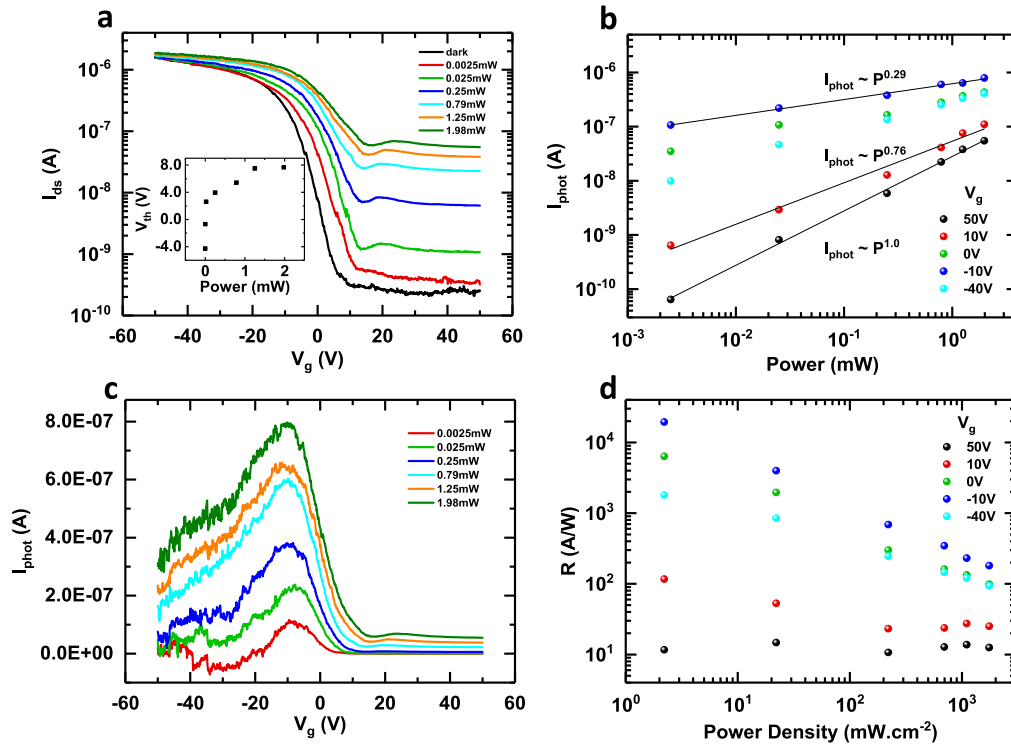 a
I_ds (A)
10^-6
10^-7
10^-8
10^-9
10^-10
dark
0.0025mW
0.025mW
0.25mW
0.79mW
1.25mW
1.98mW
V_th (V)
8.0
4.0
0.0
-4.0
0 1 2
Power (mW)
-60 -40 -20 0 20 40 60
V_g (V)
b
I_phot (A)
10^-5
10^-6
10^-7
10^-8
10^-9
10^-10
I_phot ~ P^0.29
I_phot ~ P^0.76
I_phot ~ P^1.0
V_g
50V
10V
0V
-10V
-40V
10^-3 10^-2 10^-1 10^0 10^1
Power (mW)
c
I_phot (A)
8.0E-07
6.0E-07
4.0E-07
2.0E-07
0.0E+00
0.0025mW
0.025mW
0.25mW
0.79mW
1.25mW
1.98mW
-60 -40 -20 0 20 40 60
V_g (V)
d
R (A/W)
10^4
10^3
10^2
10^1
V_g
50V
10V
0V
-10V
-40V
10^0 10^1 10^2 10^3
Power Density (mW.cm^-2)